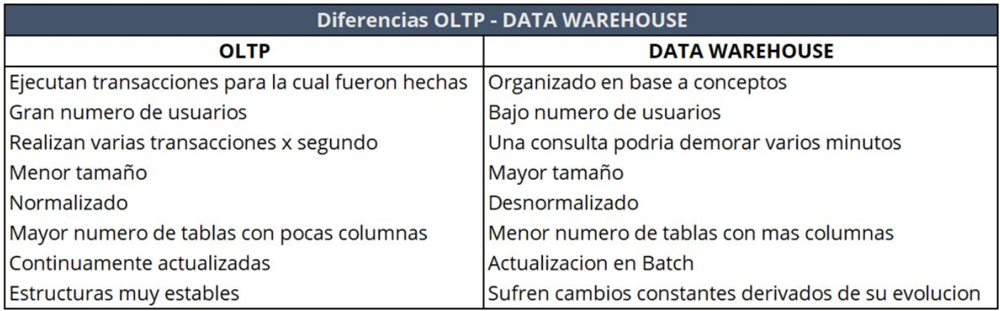 Diferencias OLTP - DATA WAREHOUSE
OLTP DATA WAREHOUSE
Ejecutan transacciones para la cual fueron hechas Organizado en base a conceptos
Gran numero de usuarios Bajo numero de usuarios
Realizan varias transacciones x segundo Una consulta podria demorar varios minutos
Menor tamaño Mayor tamaño
Normalizado Desnormalizado
Mayor numero de tablas con pocas columnas Menor numero de tablas con mas columnas
Continuamente actualizadas Actualizacion en Batch
Estructuras muy estables Sufren cambios constantes derivados de su evolucion